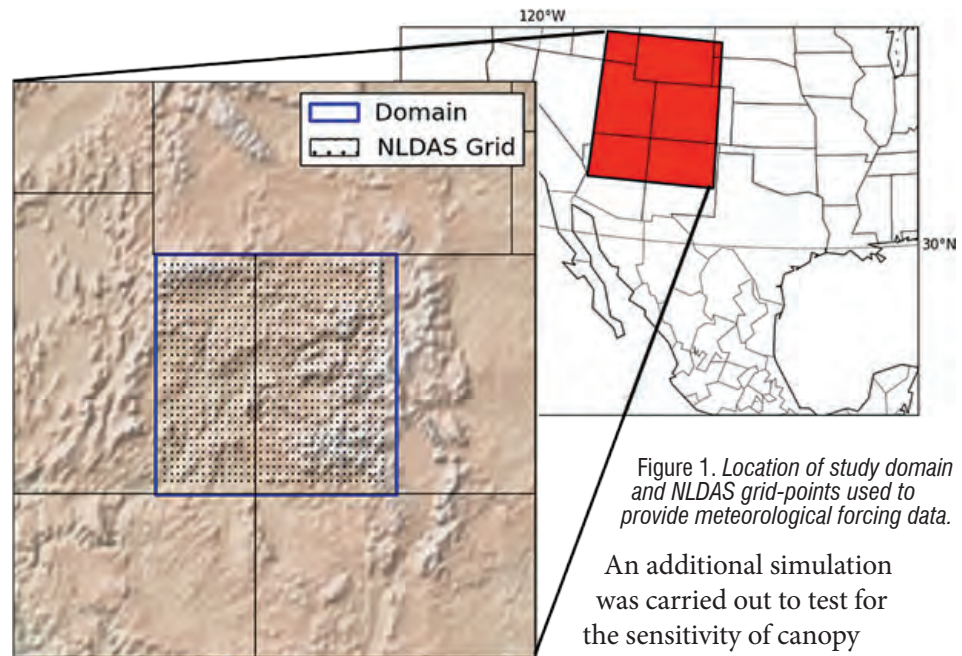 120°W
Domain
NLDAS Grid
30°N
Figure 1. Location of study domain
and NLDAS grid-points used to
provide meteorological forcing data.
An additional simulation
was carried out to test for
the sensitivity of canopy